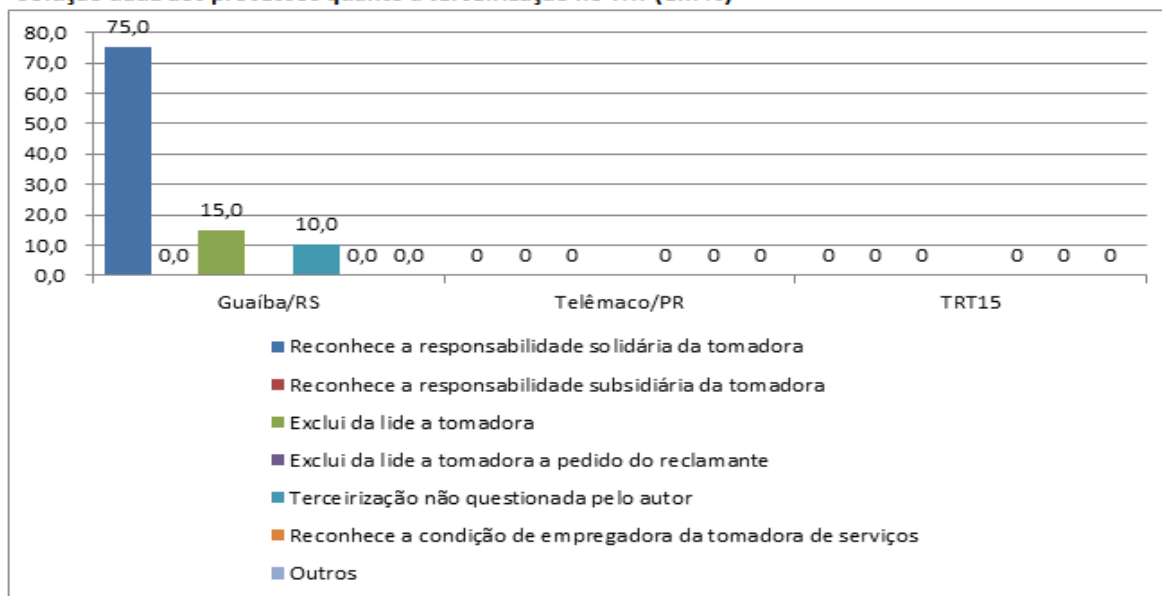 80,0
70,0
60,0
50,0
40,0
30,0
20,0
10,0
0,0
75,0
0,0
15,0
10,0
0,0 0,0
0 0 0 0 0 0
0 0 0 0 0 0
Guaíba/RS Telêmaco/PR TRT15
Reconhece a responsabilidade solidária da tomadora
Reconhece a responsabilidade subsidiária da tomadora
Exclui da lide a tomadora
Exclui da lide a tomadora a pedido do reclamante
Terceirização não questionada pelo autor
Reconhece a condição de empregadora da tomadora de serviços
Outros